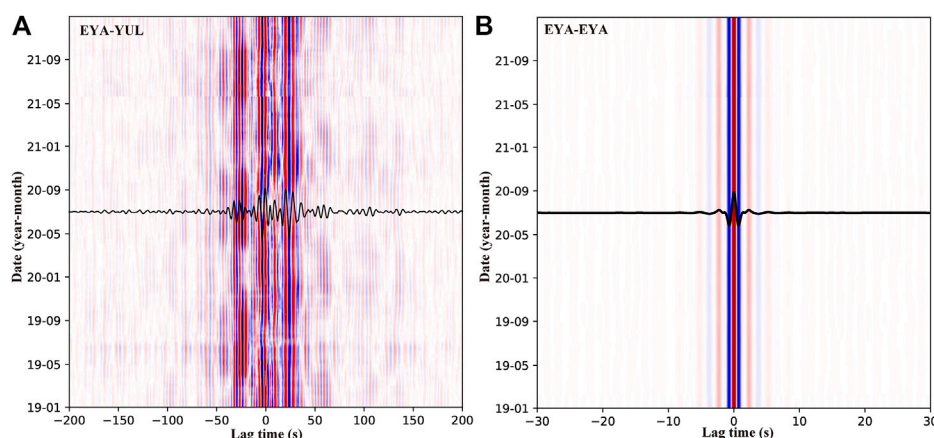 A
EYA-YUL
Date (year-month)
21-09
21-05
21-01
20-09
20-05
20-01
19-09
19-05
19-01
−200 −150 −100 −50 0 50 100 150 200
Lag time (s)
B
EYA-EYA
Date (year-month)
21-09
21-05
21-01
20-09
20-05
20-01
19-09
19-05
19-01
−30 −20 −10 0 10 20 30
Lag time (s)